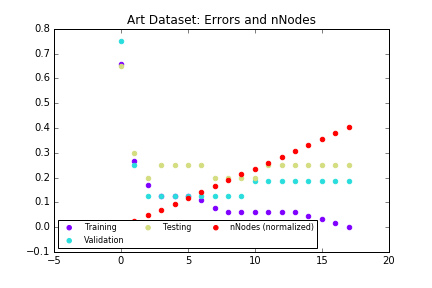 Art Dataset: Errors and nNodes
0.8
0.7
0.6
0.5
0.4
0.3
0.2
0.1
0.0
−0.1
Training Testing nNodes (normalized)
Validation
−5 0 5 10 15 20